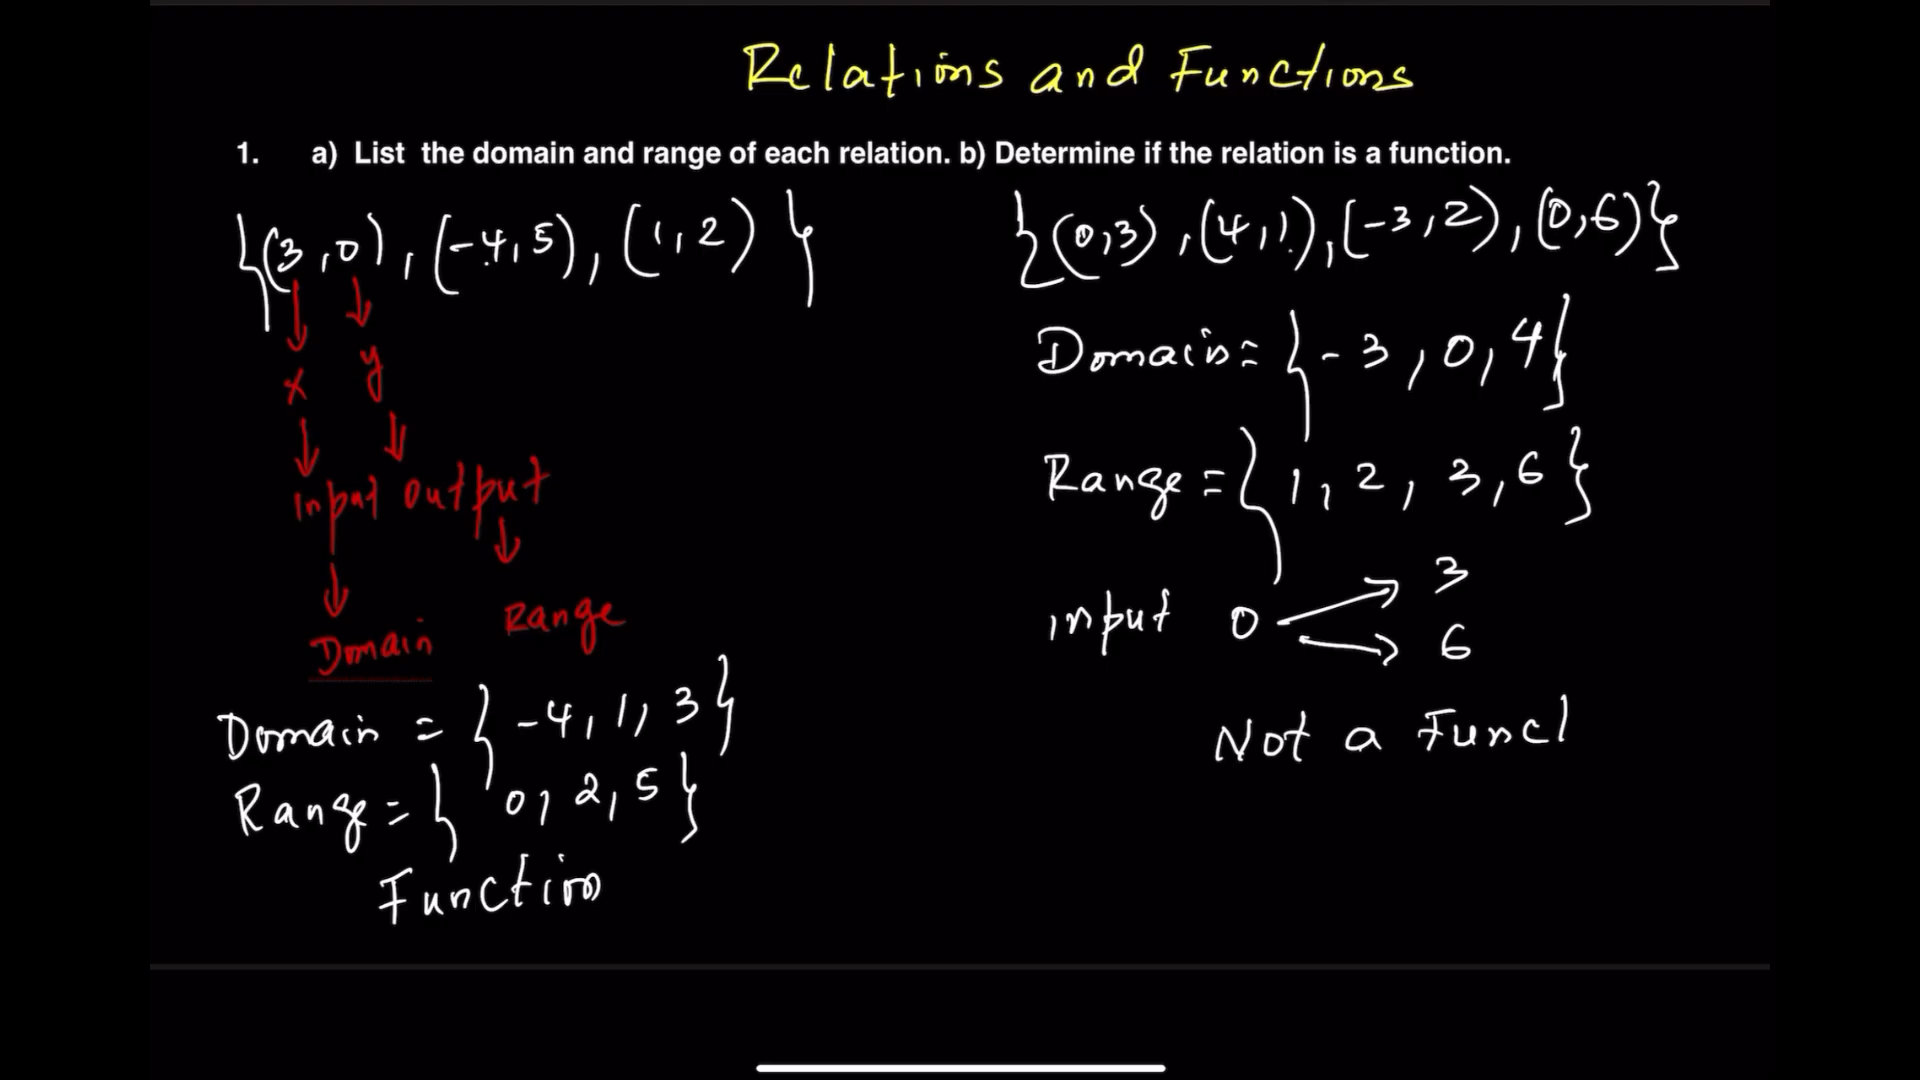 Relations and Functions
1. a) List the domain and range of each relation. b) Determine if the relation is a function.
{(3,0), (-4,5), (1,2)}
x y
Input output
Domain Range
Domain = {-4, 1, 3}
Range = {0, 2, 5}
Function
{(0,3), (4,1), (-3,2), (0,6)}
Domain = {-3, 0, 4}
Range = {1, 2, 3, 6}
input 0 → 3
→ 6
Not a Funct